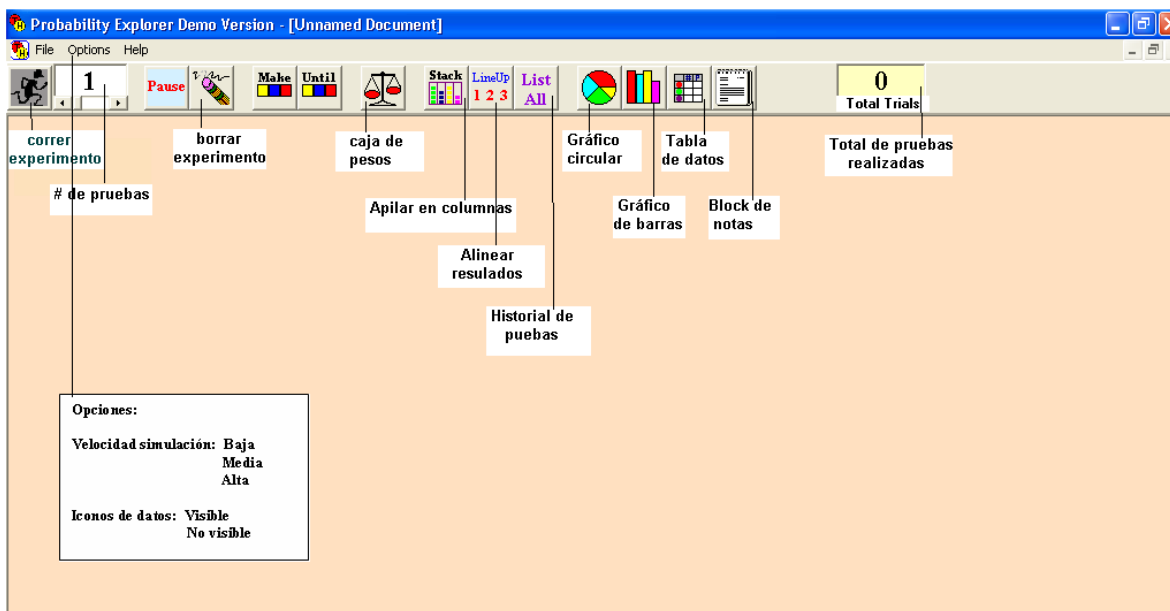 Probability Explorer Demo Version - [Unnamed Document]
File Options Help
1
Pause
Make
Until
Stack
LineUp
1 2 3
List
All
0
Total Trials
correr
experimento
# de pruebas
borrar
experimento
caja de
pesos
Apilar en columnas
Alinear
resulados
Historial de
puebas
Gráfico
circular
Gráfico
de barras
Tabla
de datos
Block de
notas
Total de pruebas
realizadas
Opciones:
Velocidad simulación: Baja
Media
Alta
Iconos de datos: Visible
No visible